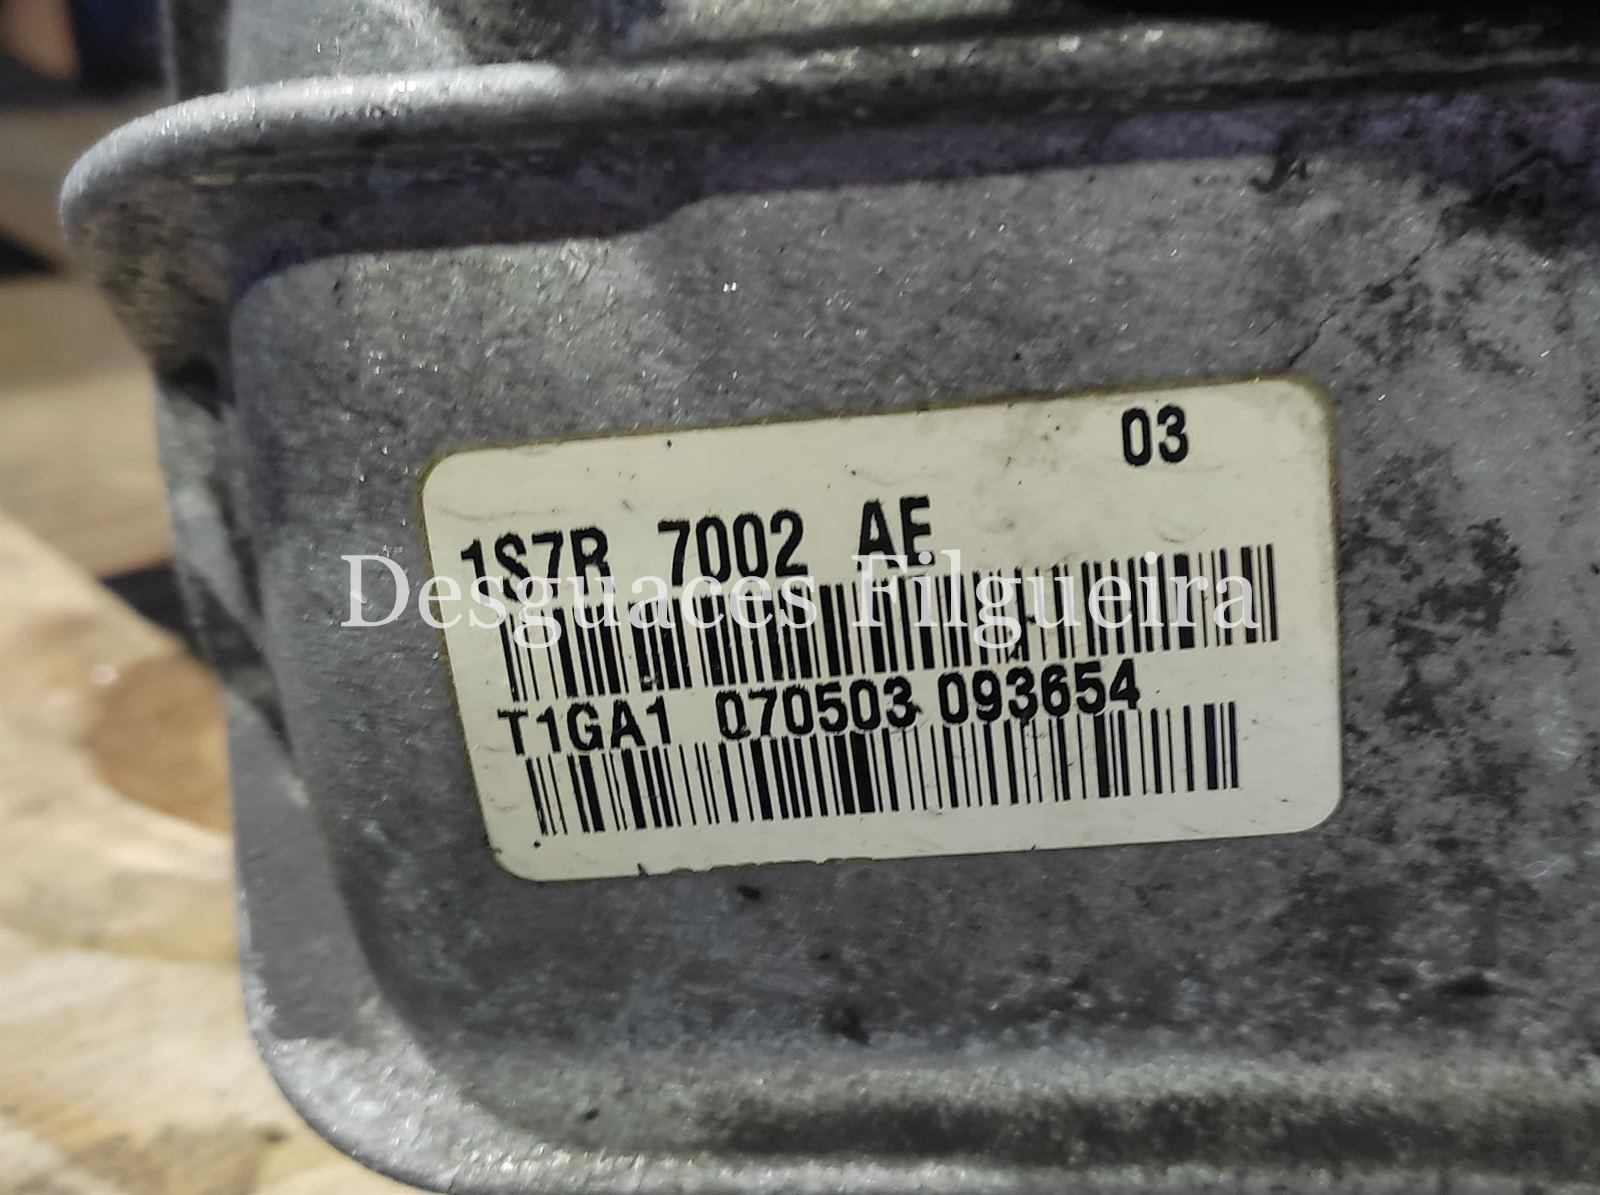 03
1S7R 7002 AE
Desguaces Filgueira
T1GA1 070503 093654